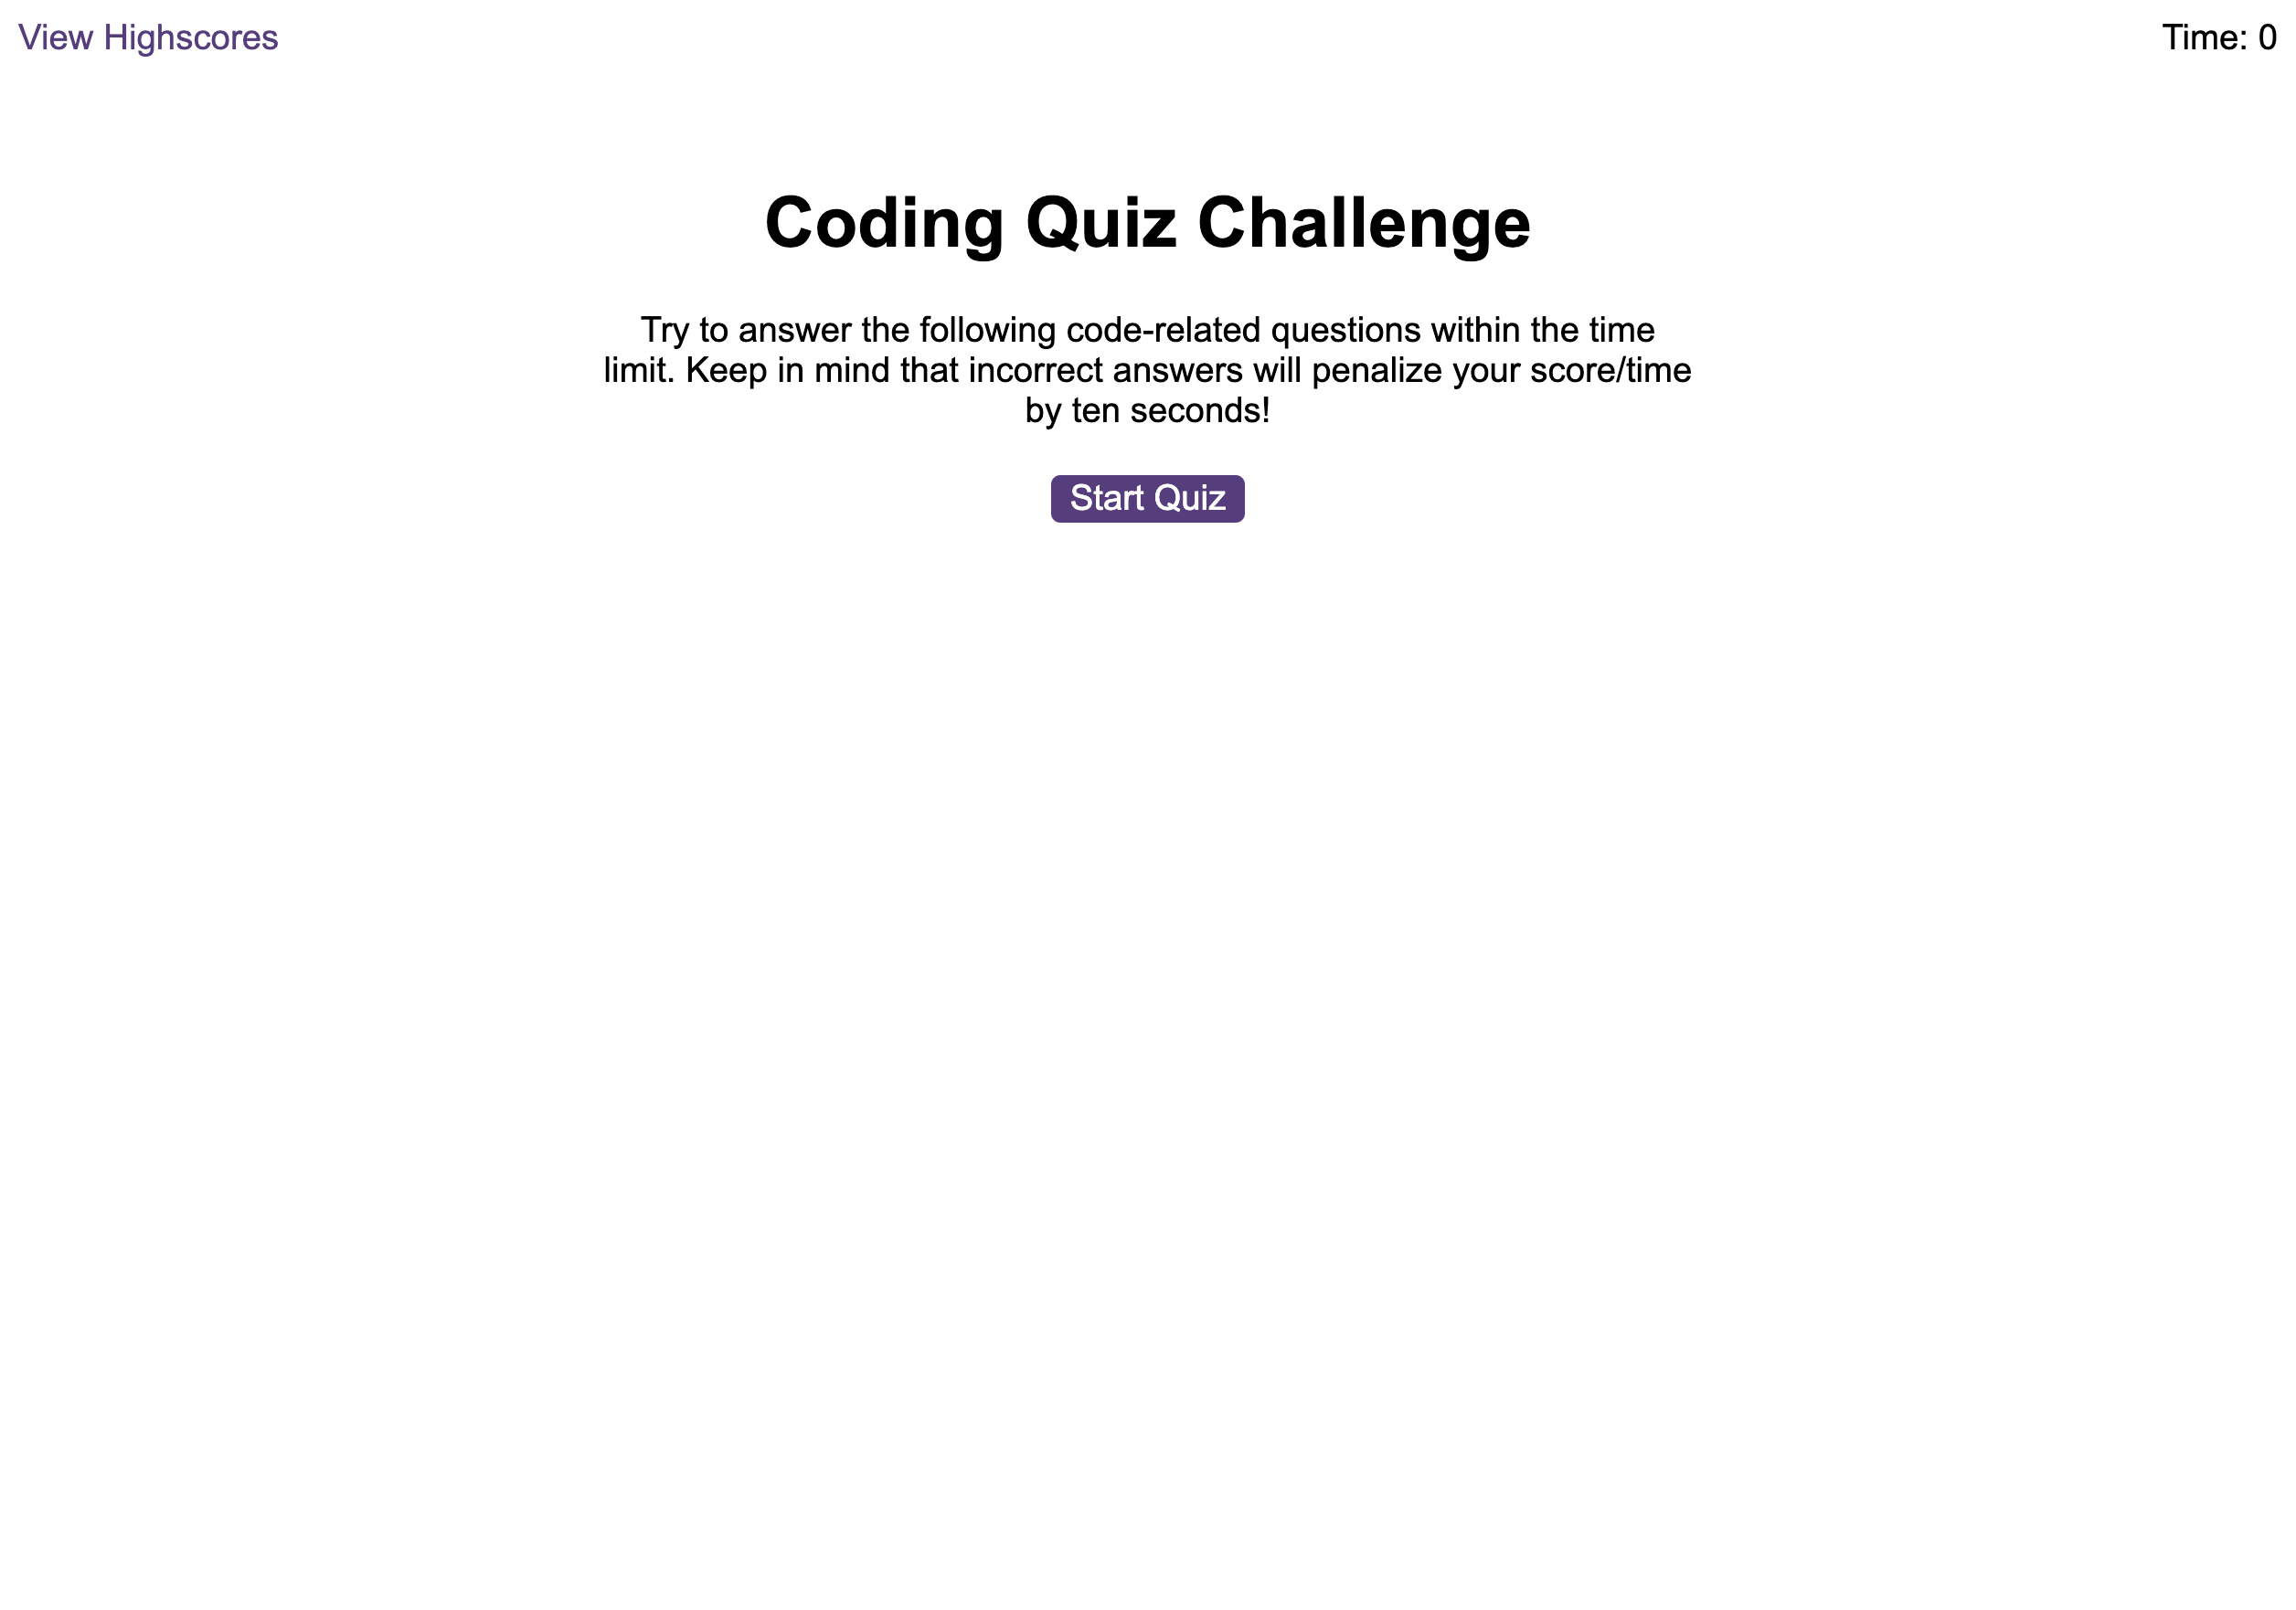 View Highscores
Time: 0
Coding Quiz Challenge
Try to answer the following code-related questions within the time
limit. Keep in mind that incorrect answers will penalize your score/time
by ten seconds!
Start Quiz